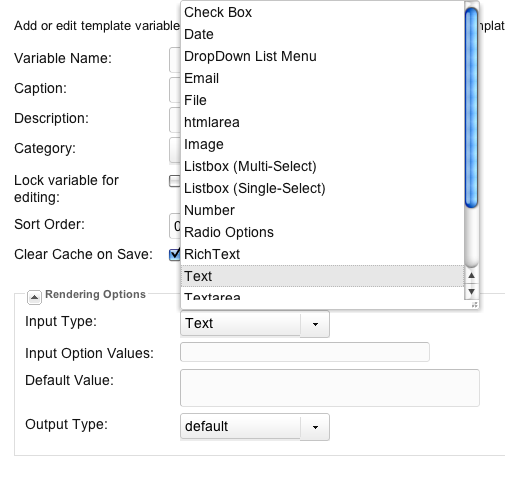 Add or edit template variable
Check Box
Date
DropDown List Menu
Email
File
htmlarea
Image
Listbox (Multi-Select)
Listbox (Single-Select)
Number
Radio Options
RichText
Text
Textarea
Variable Name:
Caption:
Description:
Category:
Lock variable for
editing:
Sort Order: 0
Clear Cache on Save:
Rendering Options
Input Type: Text
Input Option Values:
Default Value:
Output Type: default